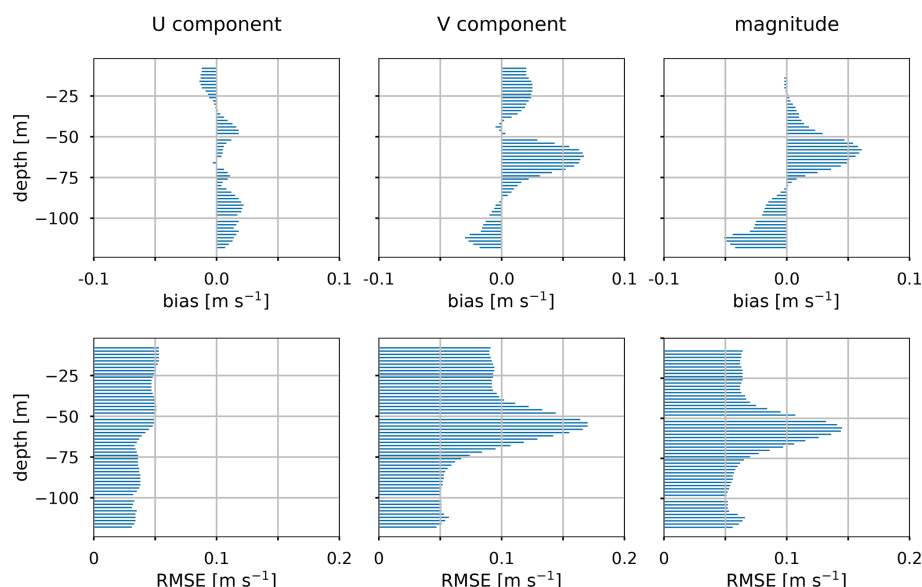 U component V component magnitude
−25
−50
−75
−100
depth [m]
-0.1 0.0 0.1 -0.1 0.0 0.1 -0.1 0.0 0.1
bias [m s⁻¹] bias [m s⁻¹] bias [m s⁻¹]
−25
−50
−75
−100
depth [m]
0 0.1 0.2 0 0.1 0.2 0 0.1 0.2
RMSE [m s⁻¹] RMSE [m s⁻¹] RMSE [m s⁻¹]